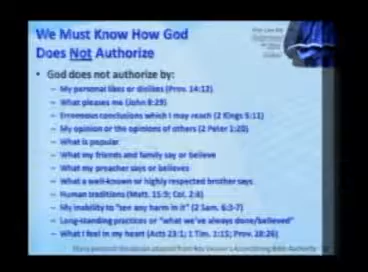 We Must Know How God
Does Not Authorize
• God does not authorize by:
– My personal likes or dislikes (Prov. 14:12)
– What pleases me (John 8:29)
– Erroneous conclusions which I may reach (2 Kings 5:11)
– My opinion or the opinions of others (2 Peter 1:20)
– What is popular
– What my friends and family say or believe
– What my preacher says or believes
– What a well-known or highly respected brother says
– Human traditions (Matt. 15:9; Col. 2:8)
– My inability to "see any harm in it" (2 Sam. 6:3-7)
– Long-standing practices or "what we've always done/believed"
– What I feel in my heart (Acts 23:1; 1 Tim. 1:13; Prov. 28:26)